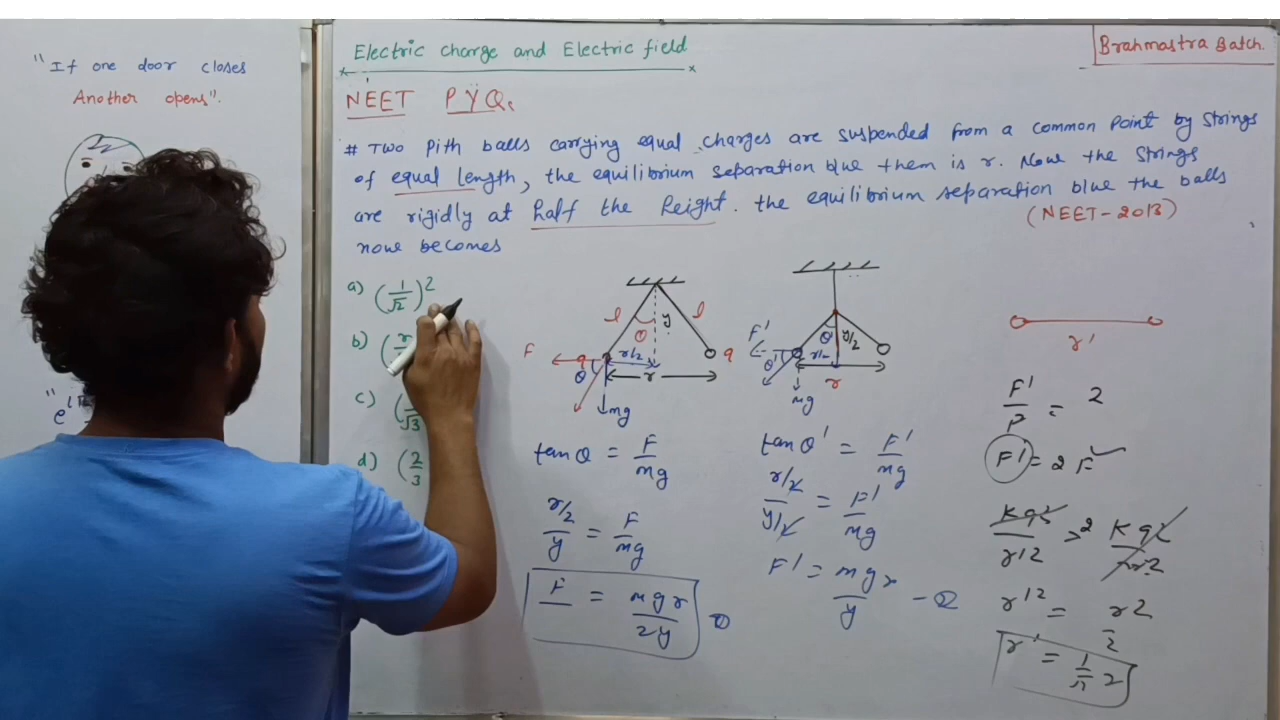 "If one door closes
Another opens".
Electric charge and Electric field
Brahmastra Batch.
NEET PYQs
# Two Pith balls carrying equal charges are suspended from a common Point by strings
of equal length, the equilibrium separation b/ue them is r. Now the strings
are rigidly at half the height. the equilibrium separation blue the balls
now becomes
(NEET-2013)
a) (1/√2)²
b) (r
c) (
√3
d) (2/3
l θ y l
F q r/2 q
θ r
mg
F' θ' y/2
θ' r/2
r
mg
r'
tan θ = F/mg
r/2 / y = F/mg
F = mgr/2y ①
tan θ' = F'/mg
r/2 / y/2 = F'/mg
F' = mgr/y - ②
F'/F = 2
F' = 2F
Kq²/r'² = 2 Kq²/r²
r'² = r²/2
r' = 1/√2 r